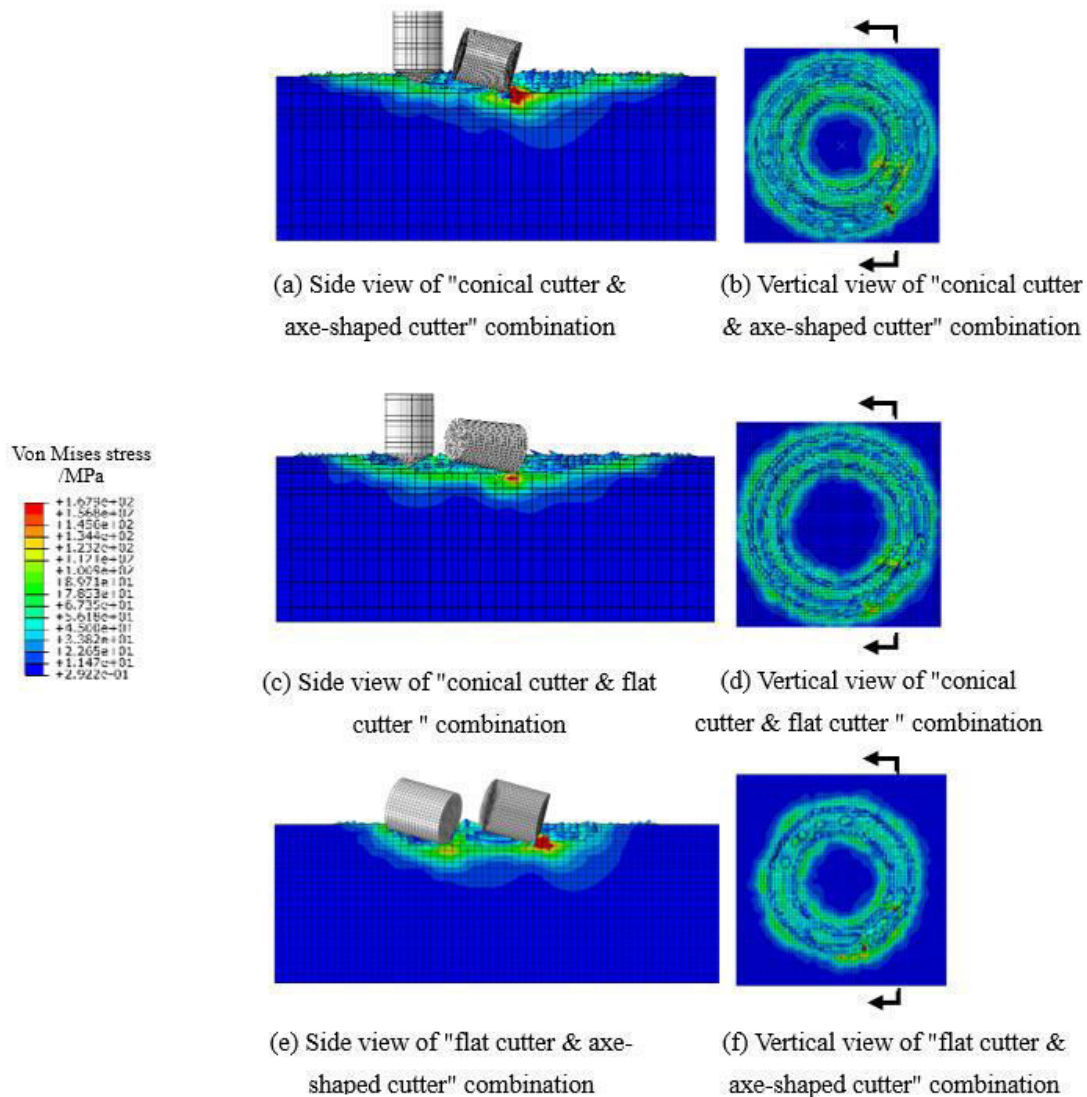 (a) Side view of "conical cutter &
axe-shaped cutter" combination
(b) Vertical view of "conical cutter
& axe-shaped cutter" combination
Von Mises stress
/MPa
+1.679e+02
+1.568e+02
+1.456e+02
+1.344e+02
+1.232e+02
+1.121e+02
+1.009e+02
+8.971e+01
+7.853e+01
+6.735e+01
+5.618e+01
+4.500e+01
+3.382e+01
+2.265e+01
+1.147e+01
+2.922e-01
(c) Side view of "conical cutter & flat
cutter " combination
(d) Vertical view of "conical
cutter & flat cutter " combination
(e) Side view of "flat cutter & axe-
shaped cutter" combination
(f) Vertical view of "flat cutter &
axe-shaped cutter" combination